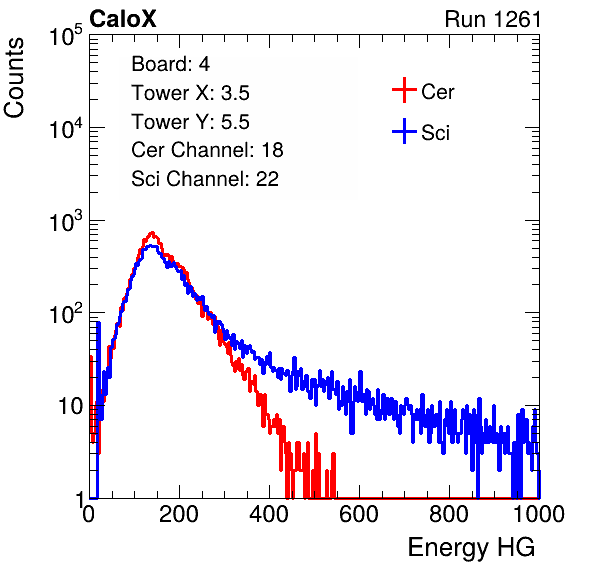 CaloX Run 1261
Counts
10^5
10^4
10^3
10^2
10
1
Board: 4
Tower X: 3.5
Tower Y: 5.5
Cer Channel: 18
Sci Channel: 22
Cer
Sci
0 200 400 600 800 1000
Energy HG